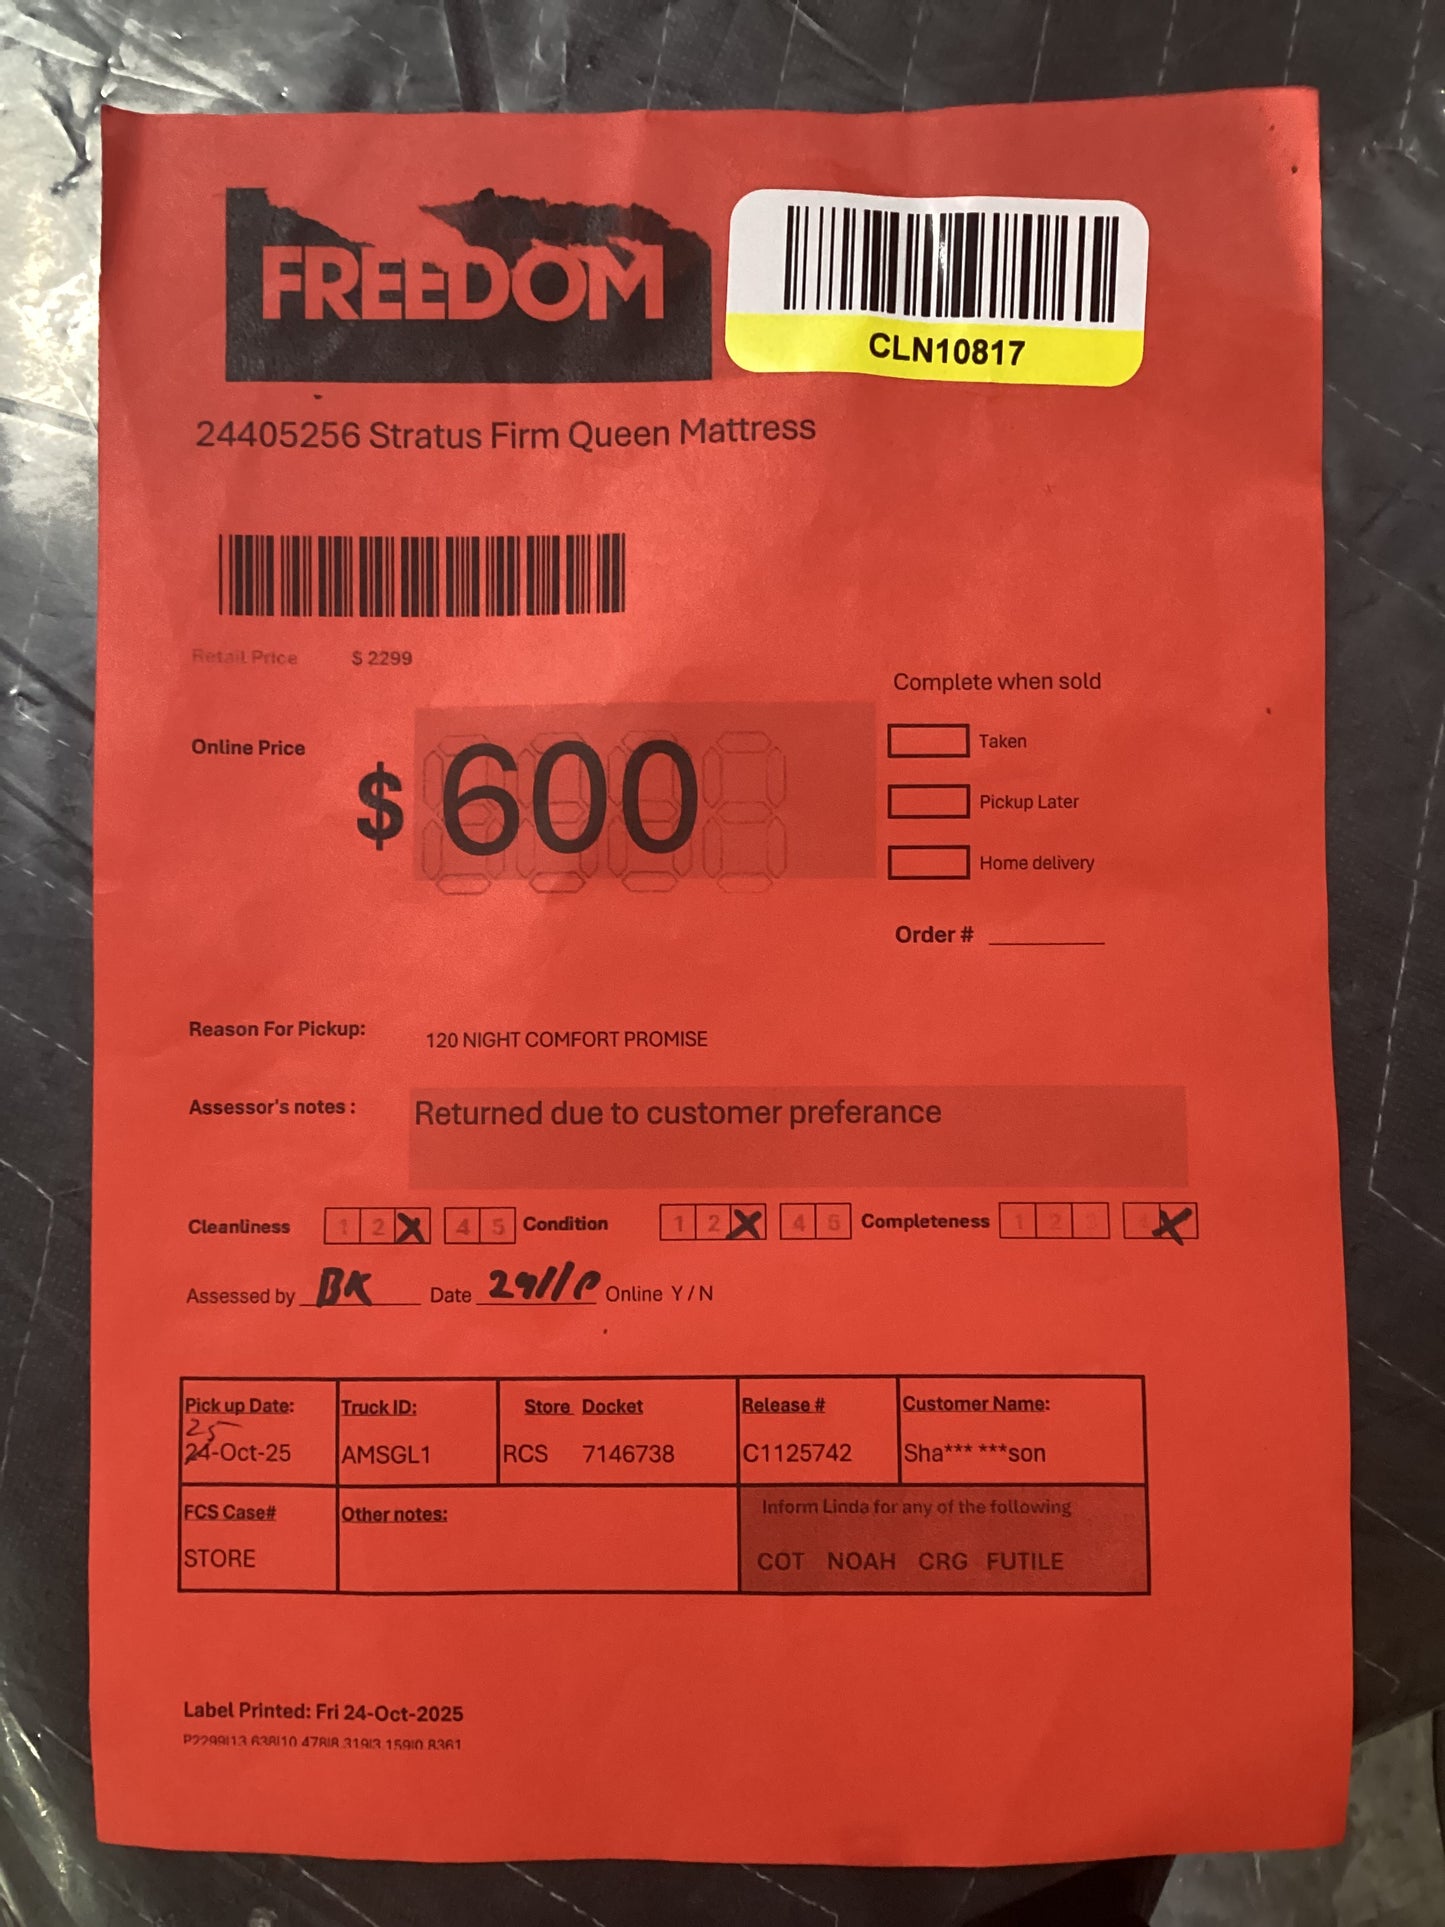 FREEDOM
CLN10817
24405256 Stratus Firm Queen Mattress
Retail Price $ 2299
Complete when sold
Online Price $ 600
Taken
Pickup Later
Home delivery
Order #
Reason For Pickup: 120 NIGHT COMFORT PROMISE
Assessor's notes : Returned due to customer preferance
Cleanliness 1 2 X 4 5 Condition 1 2 X 4 5 Completeness 1 2 3 4 X
Assessed by BK Date Online Y / N
Pick up Date: Truck ID: Store Docket Release # Customer Name:
25
24-Oct-25 AMSGL1 RCS 7146738 C1125742 Sha*** ***son
FCS Case# Other notes: Inform Linda for any of the following
STORE COT NOAH CRG FUTILE
Label Printed: Fri 24-Oct-2025